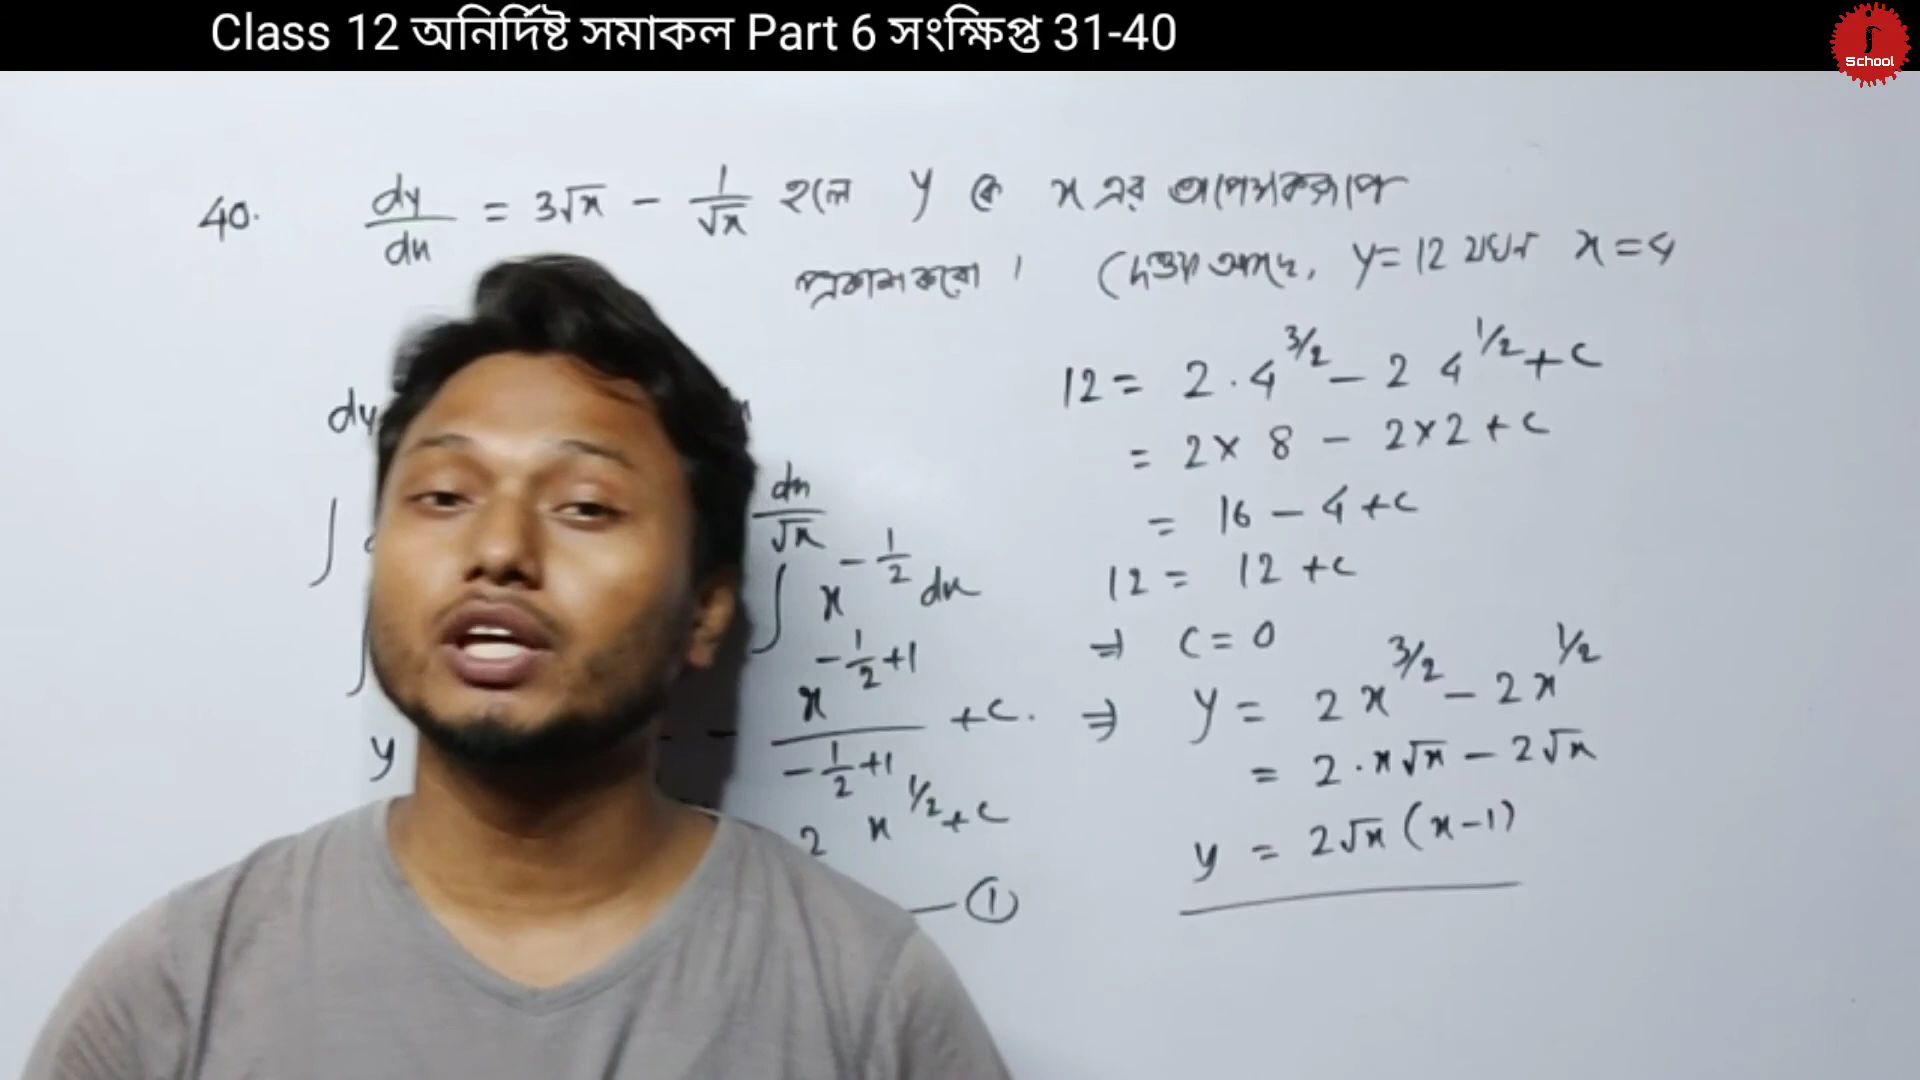 Class 12 অনির্দিষ্ট সমাকল Part 6 সংক্ষিপ্ত 31-40
School
40. dy/dx = 3√x - 1/√x হলে y কে x এর অপেক্ষকরূপে
প্রকাশ করো। (দেওয়া আছে, y=12 যখন x=4
dy
∫
dx/√x
∫ x^(-1/2) dx
y - x^(-1/2+1)/(-1/2+1) + c.
2 x^(1/2) + c
— ①
12 = 2·4^(3/2) - 2 4^(1/2) + c
= 2×8 - 2×2 + c
= 16 - 4 + c
12 = 12 + c
⇒ c = 0
⇒ y = 2x^(3/2) - 2x^(1/2)
= 2·x√x - 2√x
y = 2√x (x-1)